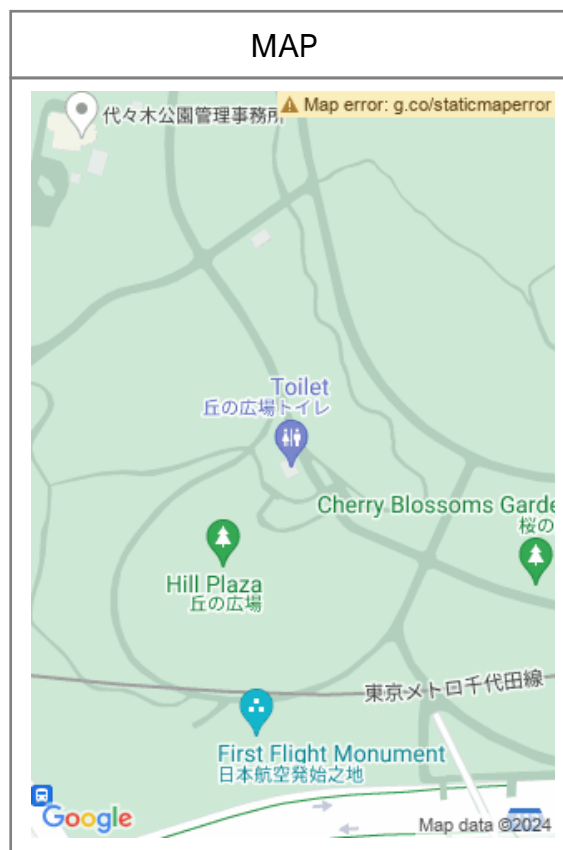 MAP
Map error: g.co/staticmaperror
代々木公園管理事務所
Toilet
丘の広場トイレ
Cherry Blossoms Garde
桜の
Hill Plaza
丘の広場
東京メトロ千代田線
First Flight Monument
日本航空発始之地
Google
Map data ©2024